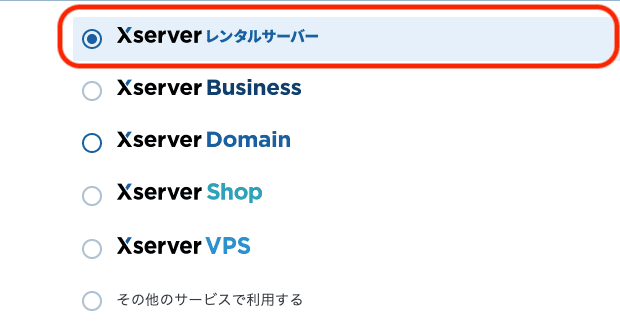 Xserver レンタルサーバー
Xserver Business
Xserver Domain
Xserver Shop
Xserver VPS
その他のサービスで利用する